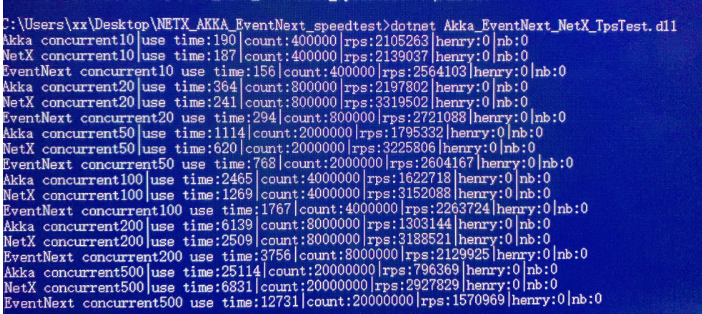 C:\Users\xx\Desktop\NETX_AKKA_EventNext_speedtest>dotnet Akka_EventNext_NetX_TpsTest.dll
Akka concurrent10|use time:190|count:400000|rps:2105263|henry:0|nb:0
NetX concurrent10|use time:187|count:400000|rps:2139037|henry:0|nb:0
EventNext concurrent10 use time:156|count:400000|rps:2564103|henry:0|nb:0
Akka concurrent20|use time:364|count:800000|rps:2197802|henry:0|nb:0
NetX concurrent20|use time:241|count:800000|rps:3319502|henry:0|nb:0
EventNext concurrent20 use time:294|count:800000|rps:2721088|henry:0|nb:0
Akka concurrent50|use time:1114|count:2000000|rps:1795332|henry:0|nb:0
NetX concurrent50|use time:620|count:2000000|rps:3225806|henry:0|nb:0
EventNext concurrent50 use time:768|count:2000000|rps:2604167|henry:0|nb:0
Akka concurrent100|use time:2465|count:4000000|rps:1622718|henry:0|nb:0
NetX concurrent100|use time:1269|count:4000000|rps:3152088|henry:0|nb:0
EventNext concurrent100 use time:1767|count:4000000|rps:2263724|henry:0|nb:0
Akka concurrent200|use time:6139|count:8000000|rps:1303144|henry:0|nb:0
NetX concurrent200|use time:2509|count:8000000|rps:3188521|henry:0|nb:0
EventNext concurrent200 use time:3756|count:8000000|rps:2129925|henry:0|nb:0
Akka concurrent500|use time:25114|count:20000000|rps:796369|henry:0|nb:0
NetX concurrent500|use time:6831|count:20000000|rps:2927829|henry:0|nb:0
EventNext concurrent500 use time:12731|count:20000000|rps:1570969|henry:0|nb:0